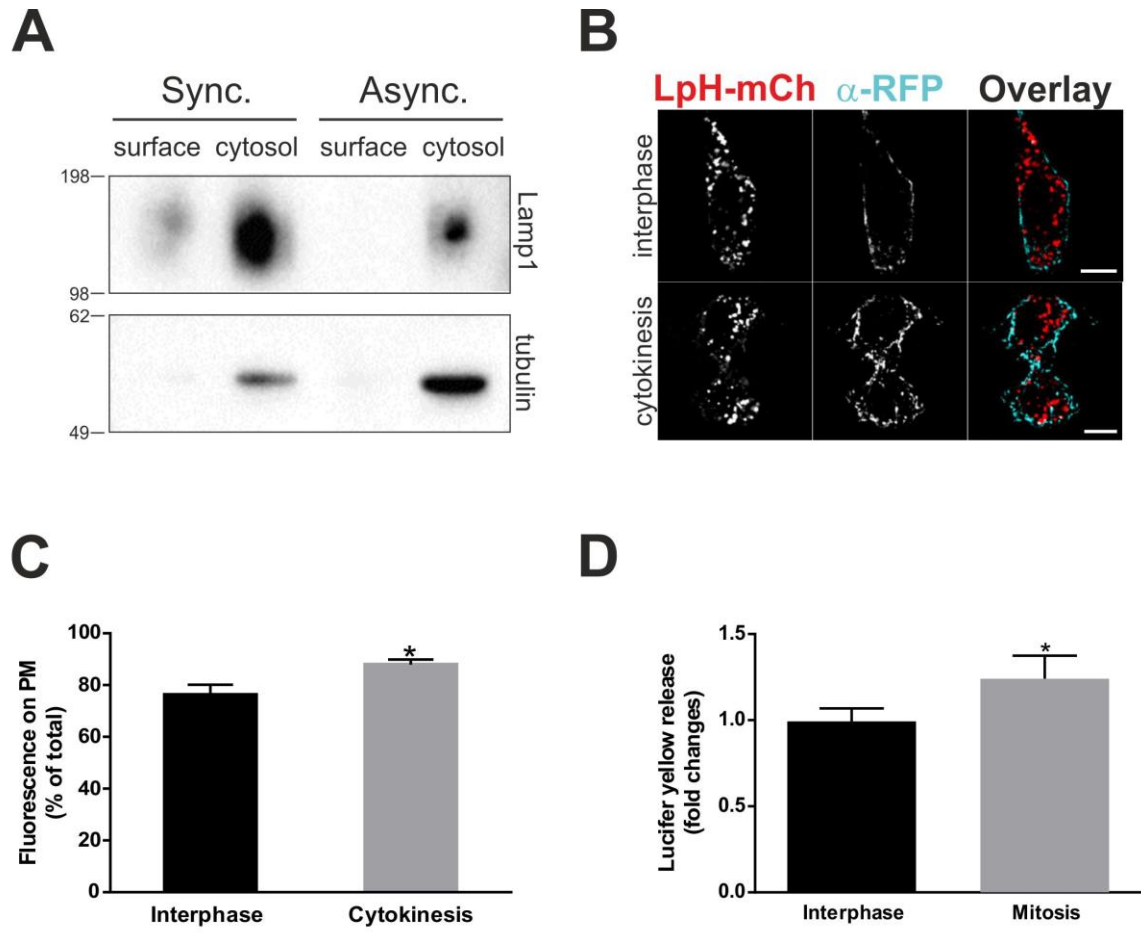 A
Sync. Async.
surface cytosol surface cytosol
198
Lamp1
98
62
tubulin
49
B
LpH-mCh α-RFP Overlay
interphase
cytokinesis
C
Fluorescence on PM
(% of total)
100
80
60
40
20
0
*
Interphase Cytokinesis
D
Lucifer yellow release
(fold changes)
1.5
1.0
0.5
0.0
*
Interphase Mitosis